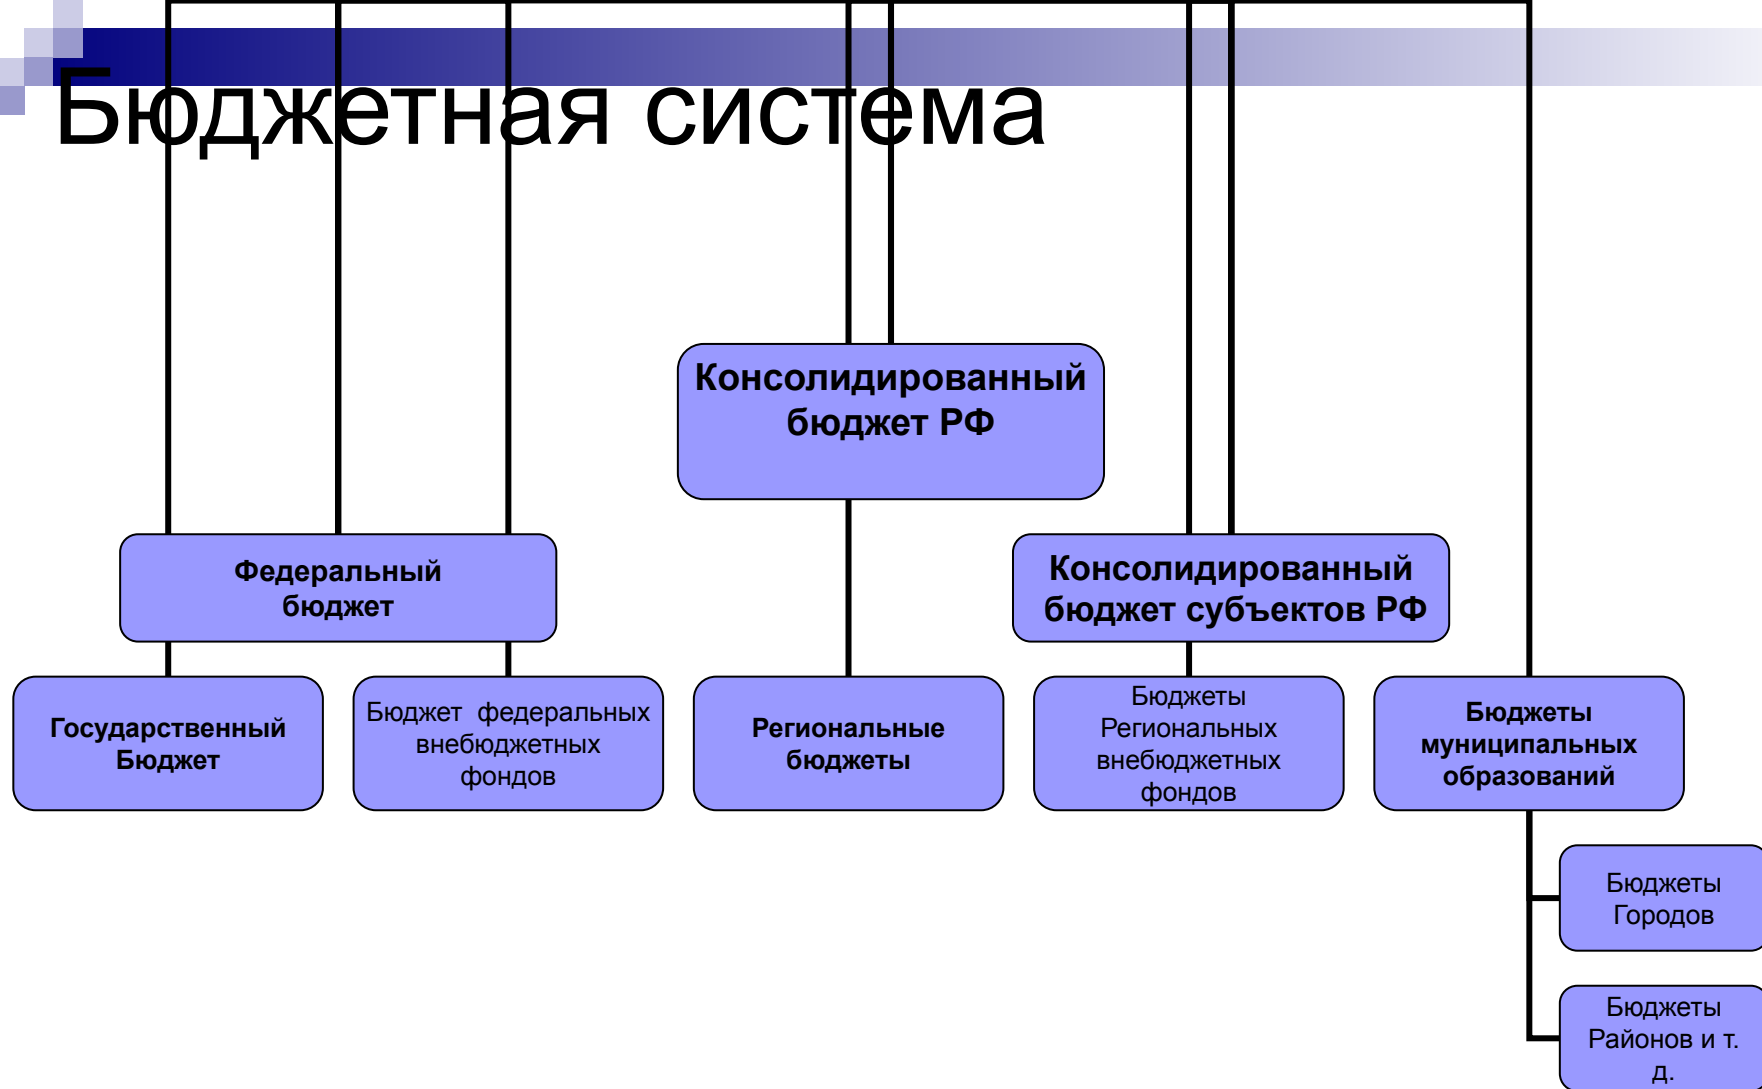 Бюджетная система
Консолидированный
бюджет РФ
Федеральный
бюджет
Консолидированный
бюджет субъектов РФ
Государственный
Бюджет
Бюджет федеральных
внебюджетных
фондов
Региональные
бюджеты
Бюджеты
Региональных
внебюджетных
фондов
Бюджеты
муниципальных
образований
Бюджеты
Городов
Бюджеты
Районов и т.
д.